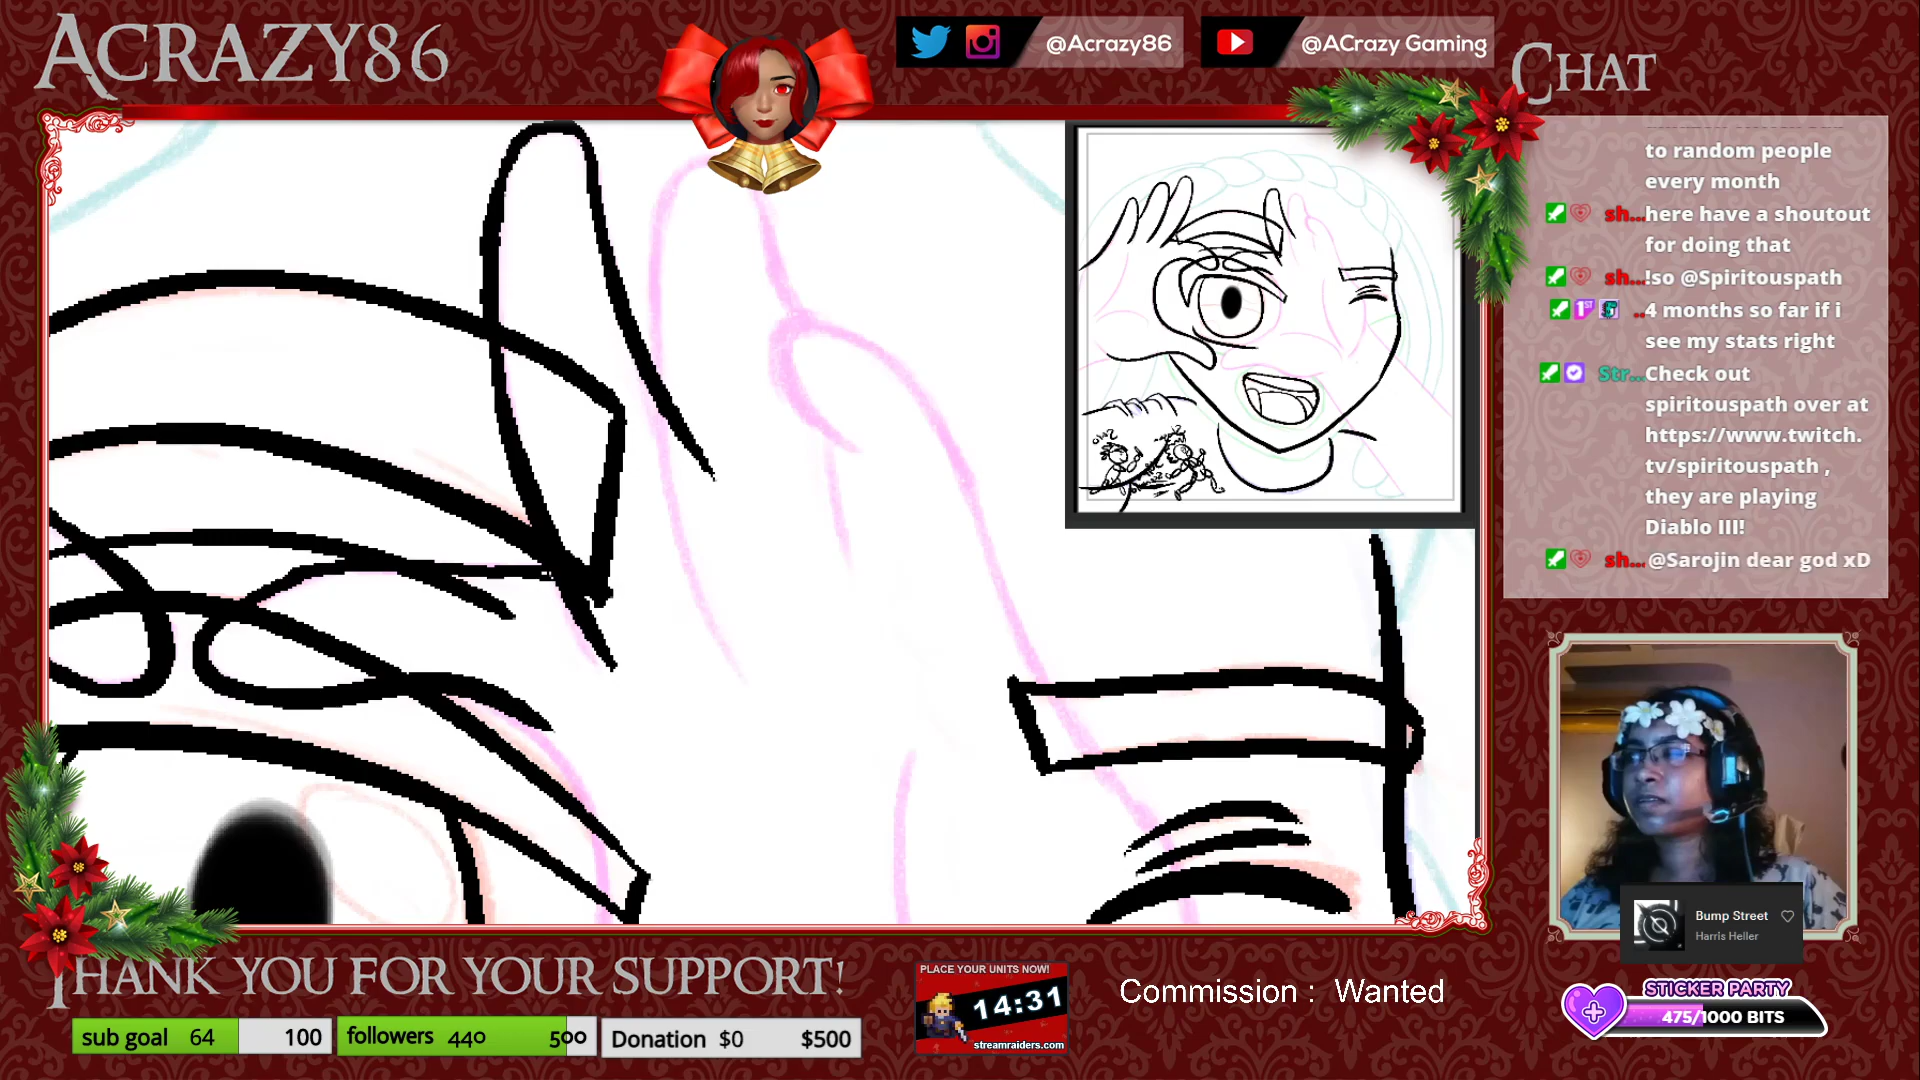 ACRAZY86
@Acrazy86
@ACrazy Gaming
CHAT
to random people
every month
sh... here have a shoutout
for doing that
sh... !so @Spiritouspath
.. 4 months so far if i
see my stats right
Str... Check out
spiritouspath over at
https://www.twitch.
tv/spiritouspath ,
they are playing
Diablo III!
sh... @Sarojin dear god xD
Bump Street
Harris Heller
THANK YOU FOR YOUR SUPPORT!
sub goal 64 100
followers 440 500
Donation $0 $500
PLACE YOUR UNITS NOW!
14:31
streamraiders.com
Commission : Wanted
STICKER PARTY
475/1000 BITS